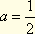 a = 1/2